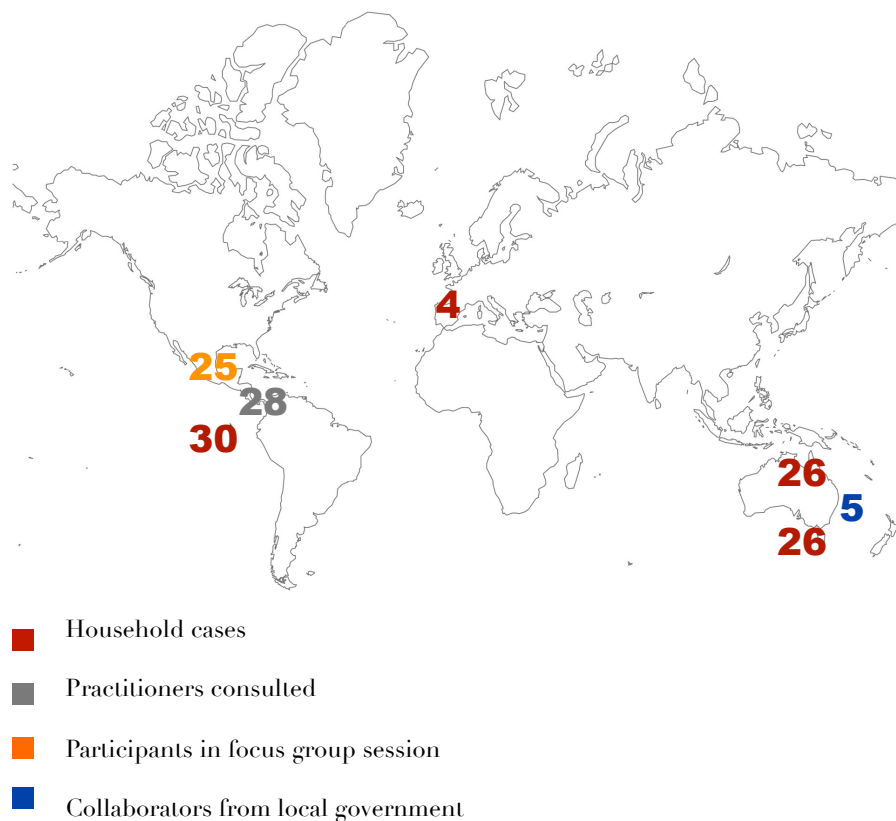 4
25
28
30
26
5
26
Household cases
Practitioners consulted
Participants in focus group session
Collaborators from local government